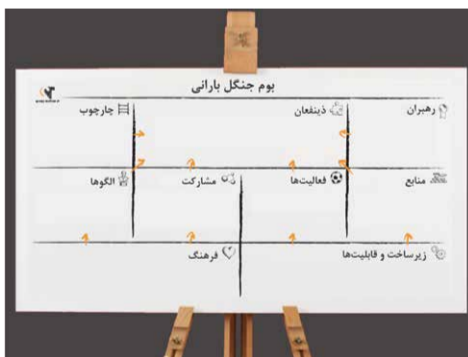 بوم جنگل بارانی
رهبران
ذینفعان
چارچوب
منابع
فعالیت‌ها
مشارکت
الگوها
زیرساخت و قابلیت‌ها
فرهنگ